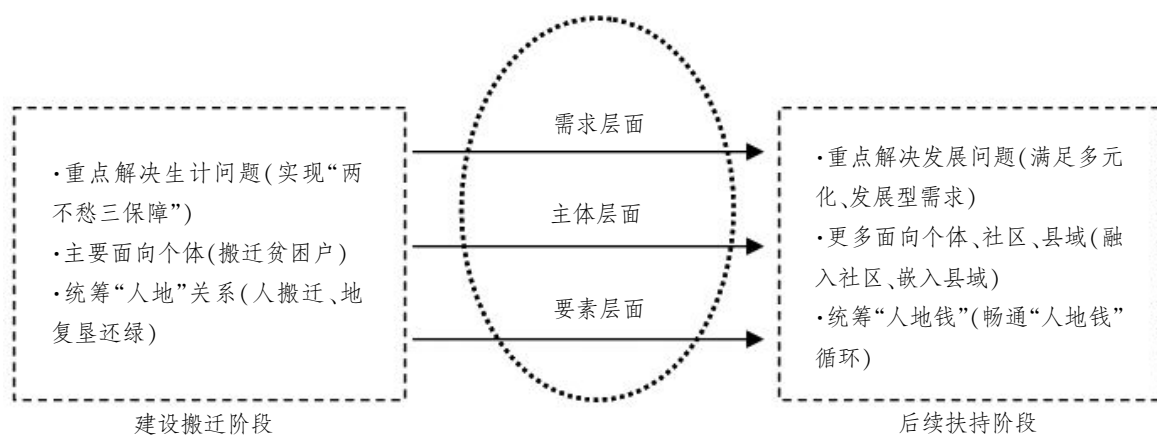 ·重点解决生计问题(实现“两
不愁三保障”)
·主要面向个体(搬迁贫困户)
·统筹“人地”关系(人搬迁、地
复垦还绿)
建设搬迁阶段
需求层面
主体层面
要素层面
·重点解决发展问题(满足多元
化、发展型需求)
·更多面向个体、社区、县域(融
入社区、嵌入县域)
·统筹“人地钱”(畅通“人地钱”
循环)
后续扶持阶段